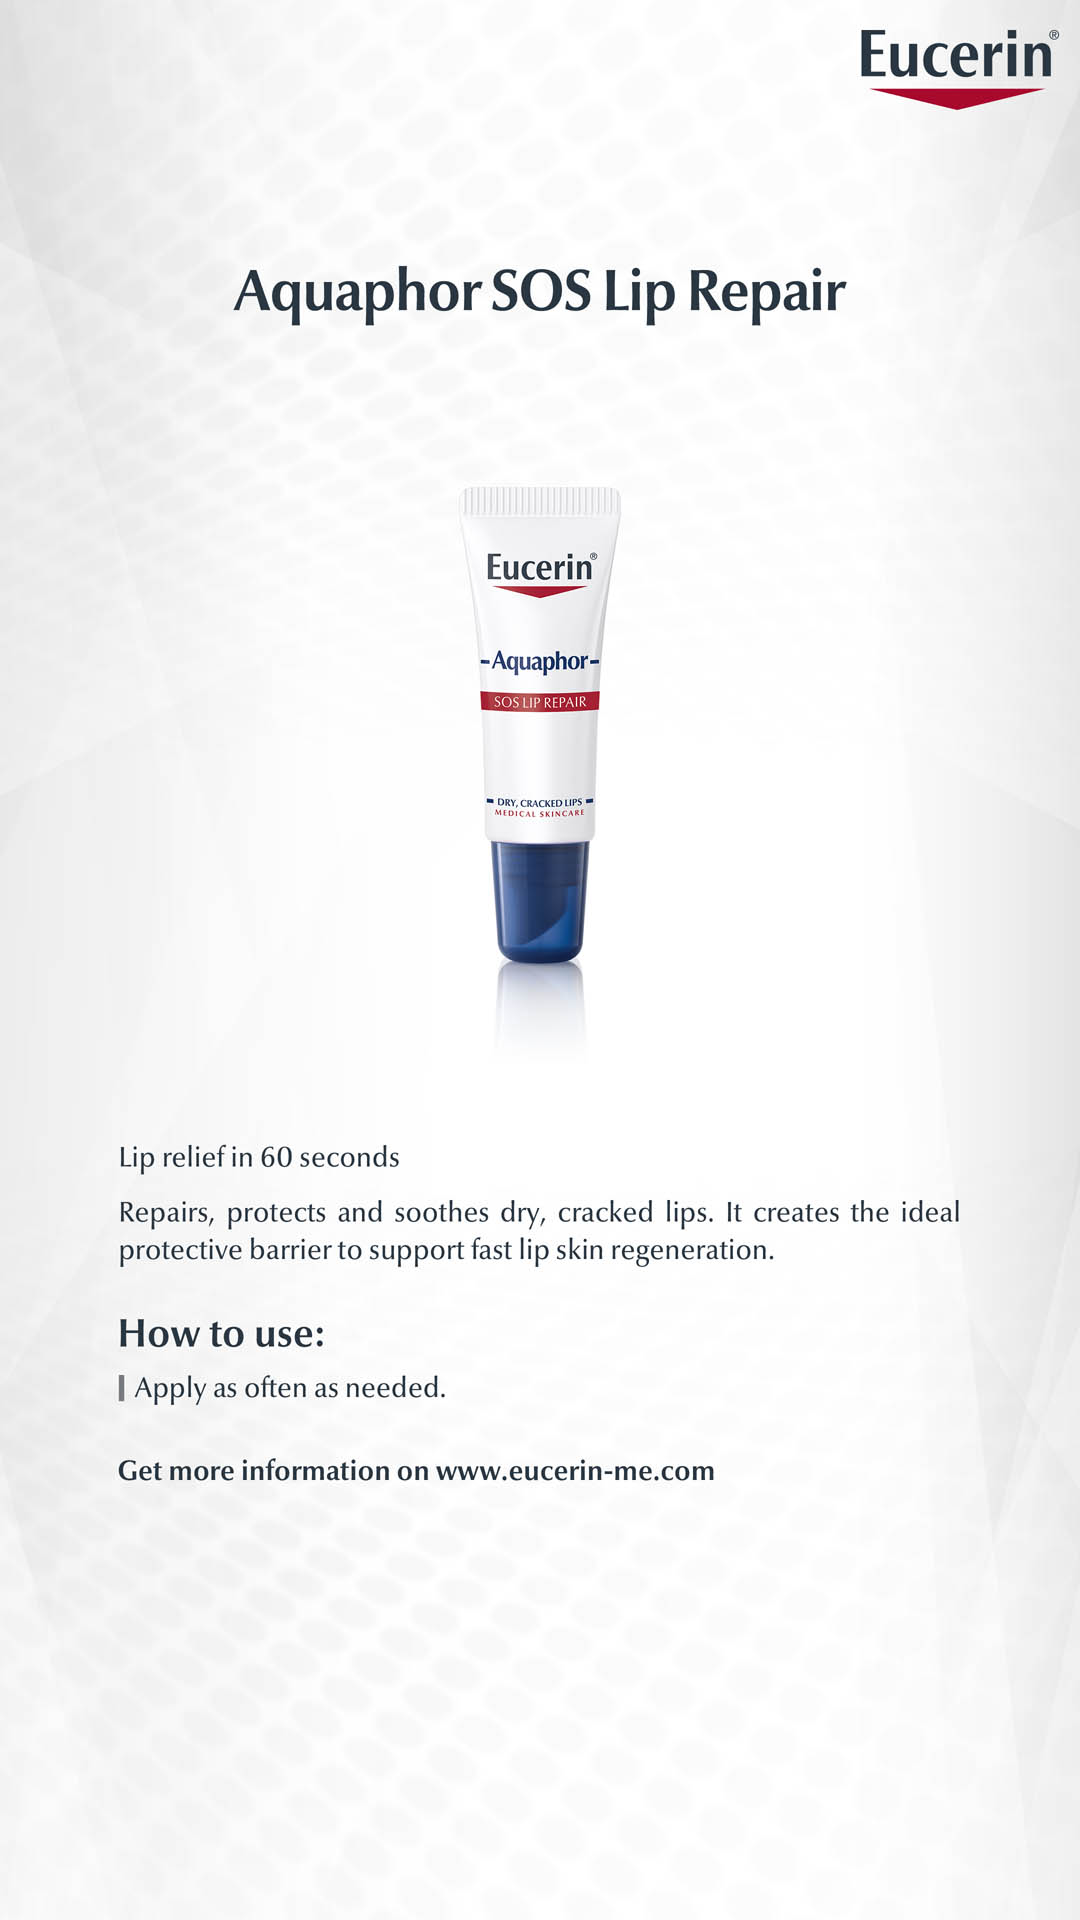 Eucerin®
Aquaphor SOS Lip Repair
Eucerin®
Aquaphor
SOS LIP REPAIR
DRY, CRACKED LIPS
MEDICAL SKINCARE
Lip relief in 60 seconds
Repairs, protects and soothes dry, cracked lips. It creates the ideal
protective barrier to support fast lip skin regeneration.
How to use:
Apply as often as needed.
Get more information on www.eucerin-me.com